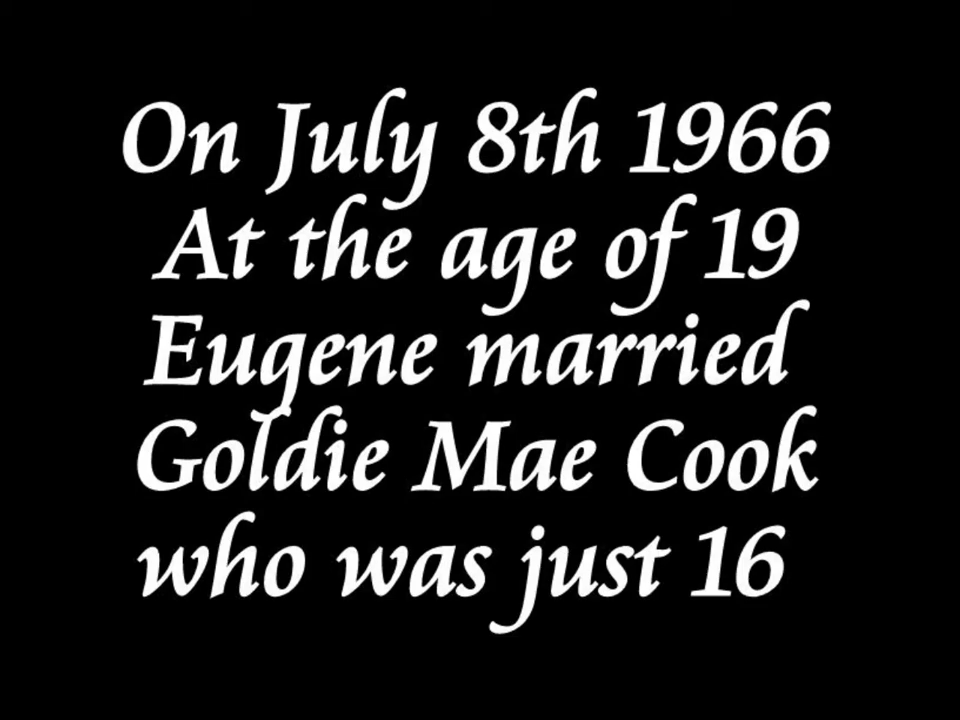 On July 8th 1966
At the age of 19
Eugene married
Goldie Mae Cook
who was just 16